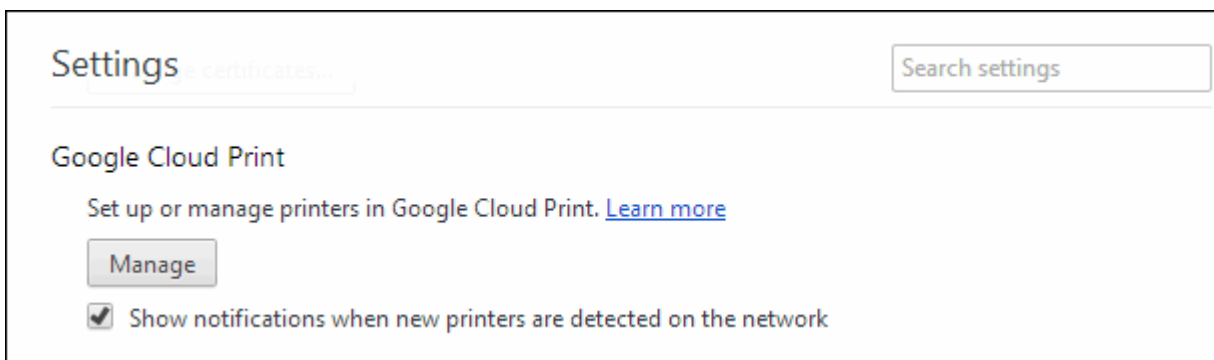 Settings
e certificates...
Search settings
Google Cloud Print
Set up or manage printers in Google Cloud Print. Learn more
Manage
Show notifications when new printers are detected on the network